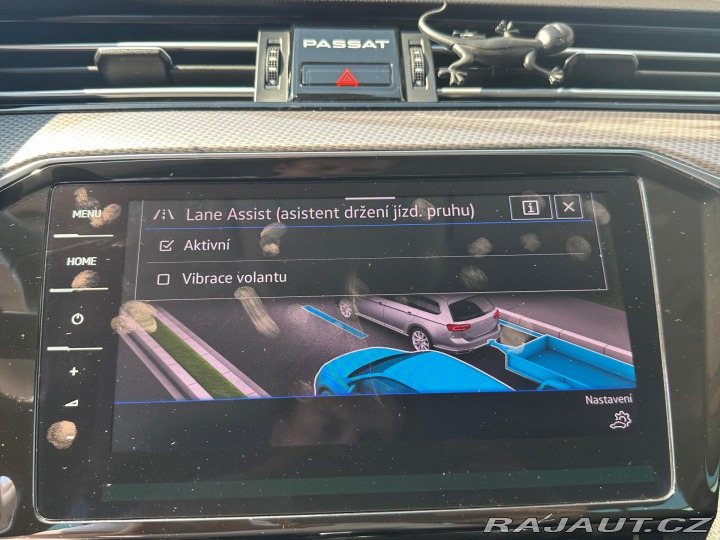 PASSAT
MENU
HOME
Lane Assist (asistent držení jízd. pruhu)
i
Aktivní
Vibrace volantu
Nastavení
RAJAUT.CZ